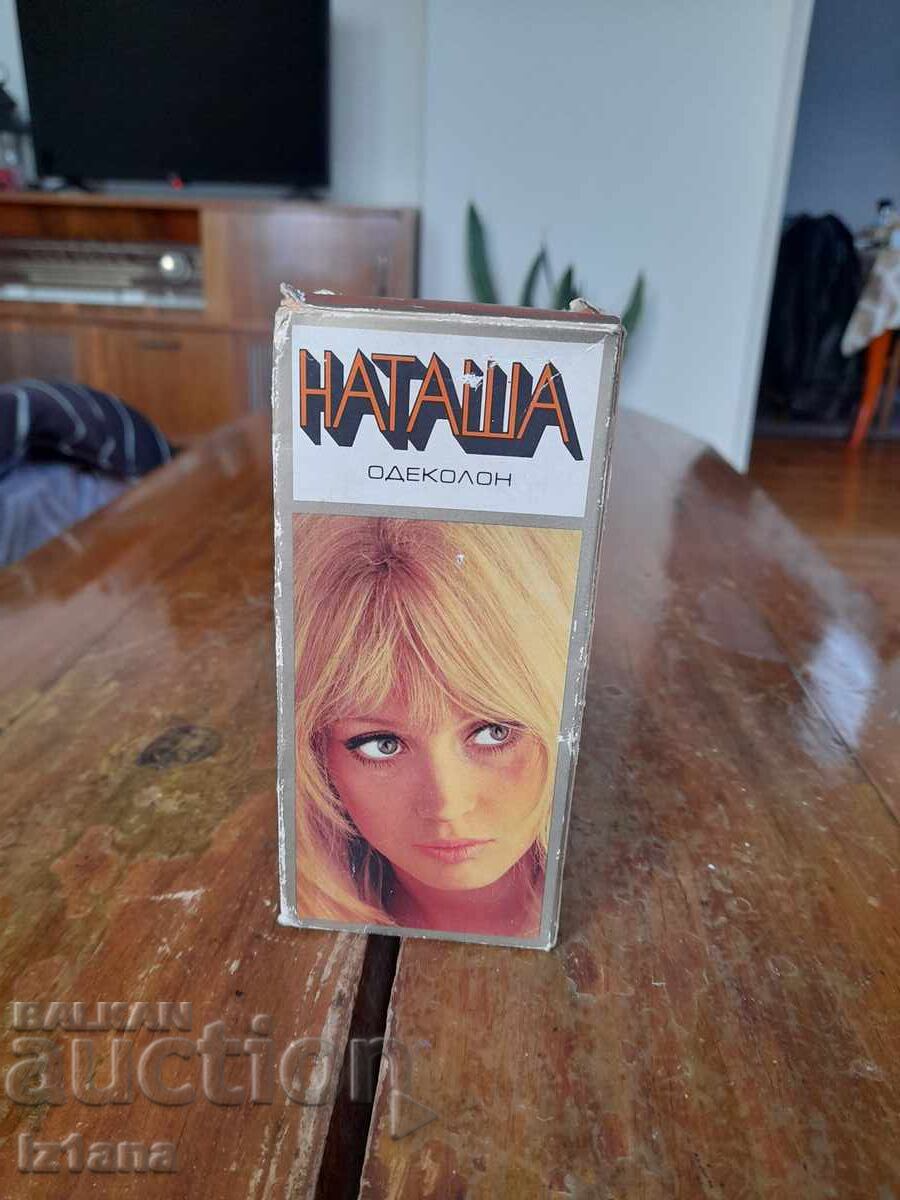 НАТАША
ОДЕКОЛОН
BALKAN
auction
iz1ana